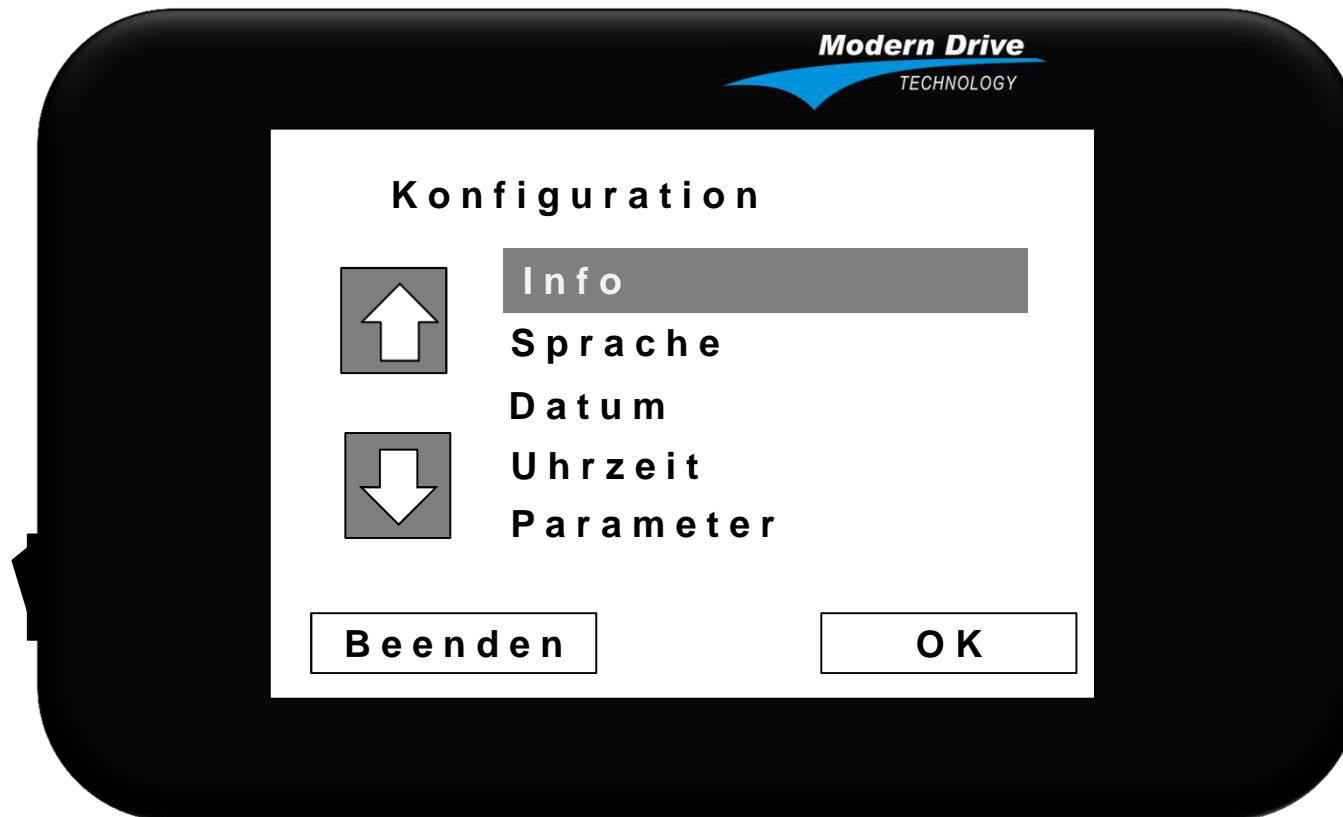 Modern Drive
TECHNOLOGY
Konfiguration
Info
Sprache
Datum
Uhrzeit
Parameter
Beenden
OK